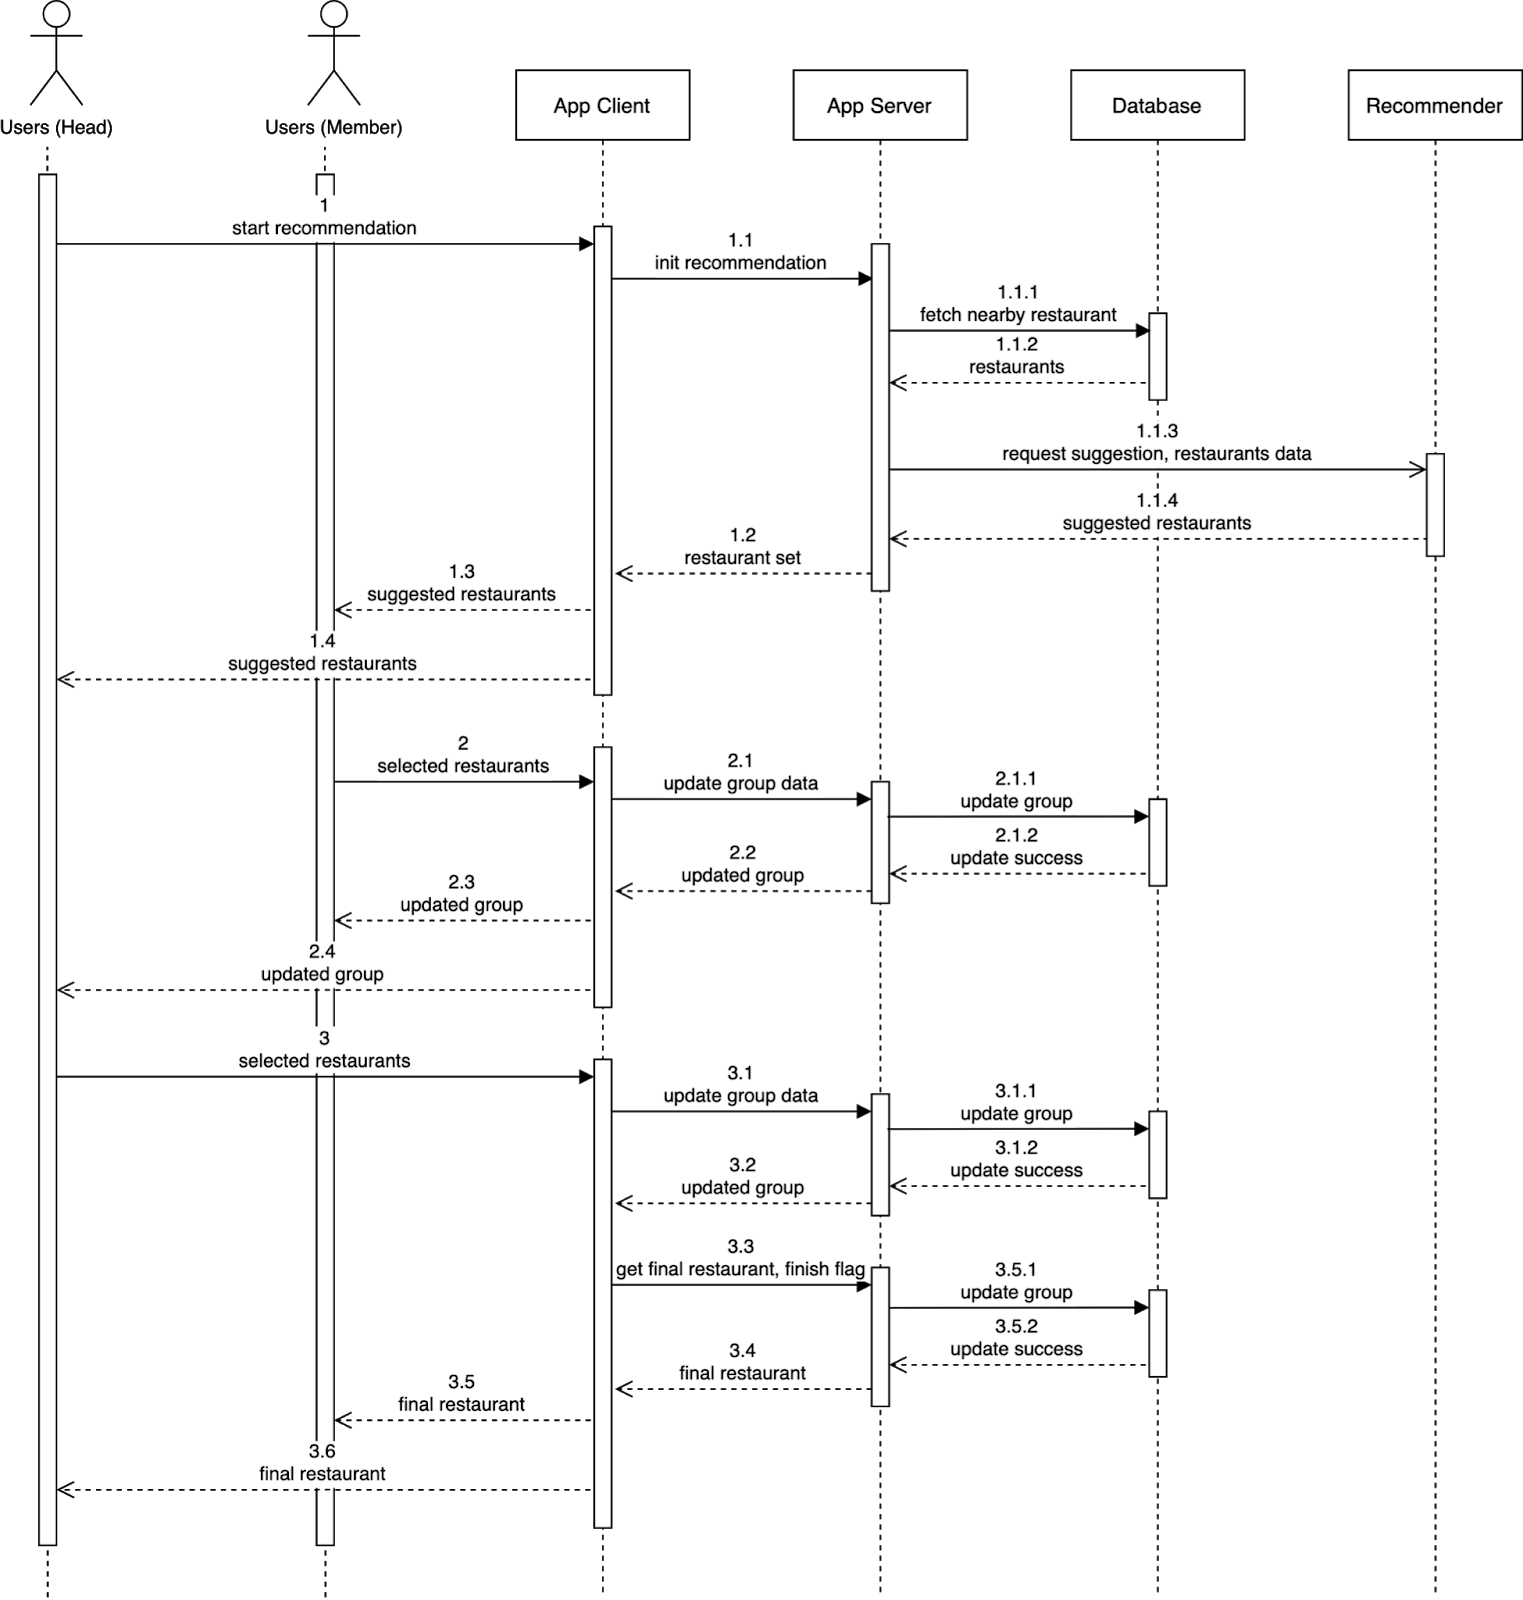 Users (Head)
Users (Member)
App Client
App Server
Database
Recommender
1
start recommendation
1.1
init recommendation
1.1.1
fetch nearby restaurant
1.1.2
restaurants
1.1.3
request suggestion, restaurants data
1.1.4
suggested restaurants
1.2
restaurant set
1.3
suggested restaurants
1.4
suggested restaurants
2
selected restaurants
2.1
update group data
2.1.1
update group
2.1.2
update success
2.2
updated group
2.3
updated group
2.4
updated group
3
selected restaurants
3.1
update group data
3.1.1
update group
3.1.2
update success
3.2
updated group
3.3
get final restaurant, finish flag
3.5.1
update group
3.5.2
update success
3.4
final restaurant
3.5
final restaurant
3.6
final restaurant